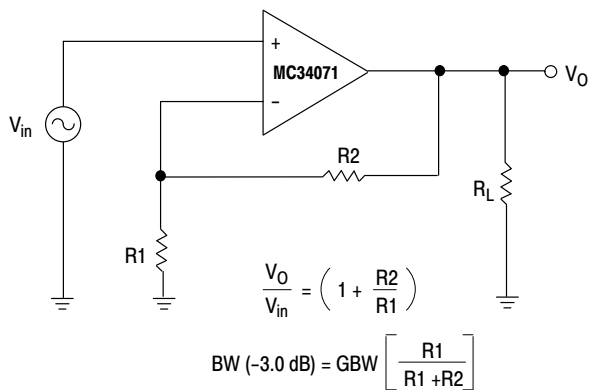 +
MC34071
−
V_O
V_in
R2
R_L
R1
V_O / V_in = ( 1 + R2 / R1 )
BW (−3.0 dB) = GBW [ R1 / R1 +R2 ]